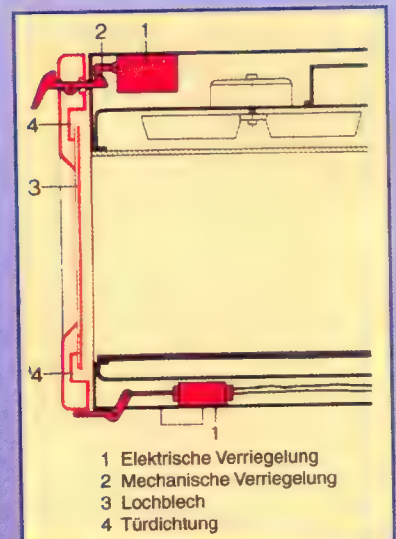 2
1
4
3
4
1
1 Elektrische Verriegelung
2 Mechanische Verriegelung
3 Lochblech
4 Türdichtung